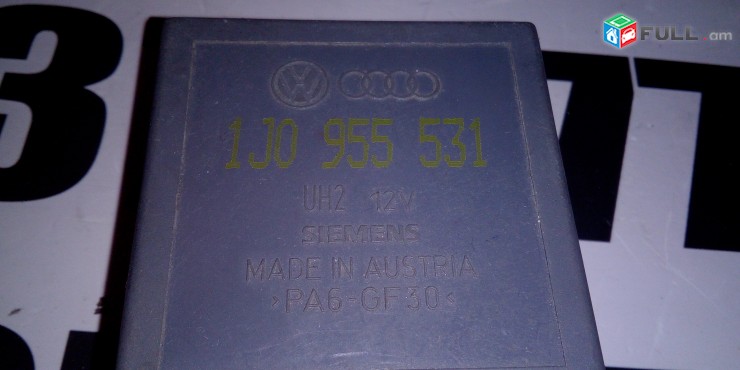 FULL.am
1J0 955 531
UH2 12V
SIEMENS
MADE IN AUSTRIA
>PA6-GF30<